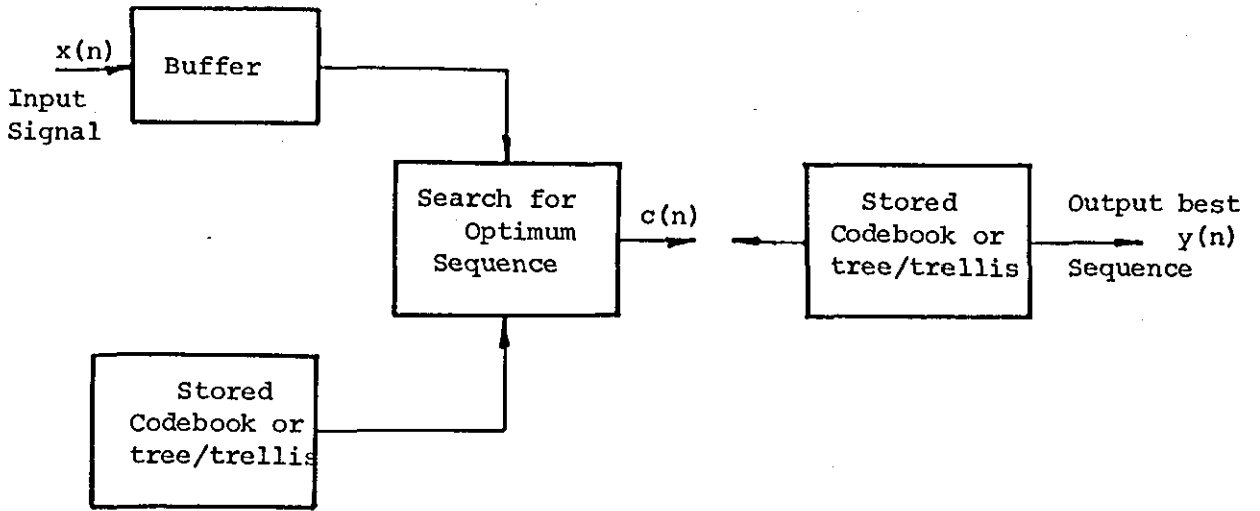 x(n)
Input
Signal
Buffer
Search for
Optimum
Sequence
c(n)
Stored
Codebook or
tree/trellis
Output best
y(n)
Sequence
Stored
Codebook or
tree/trellis